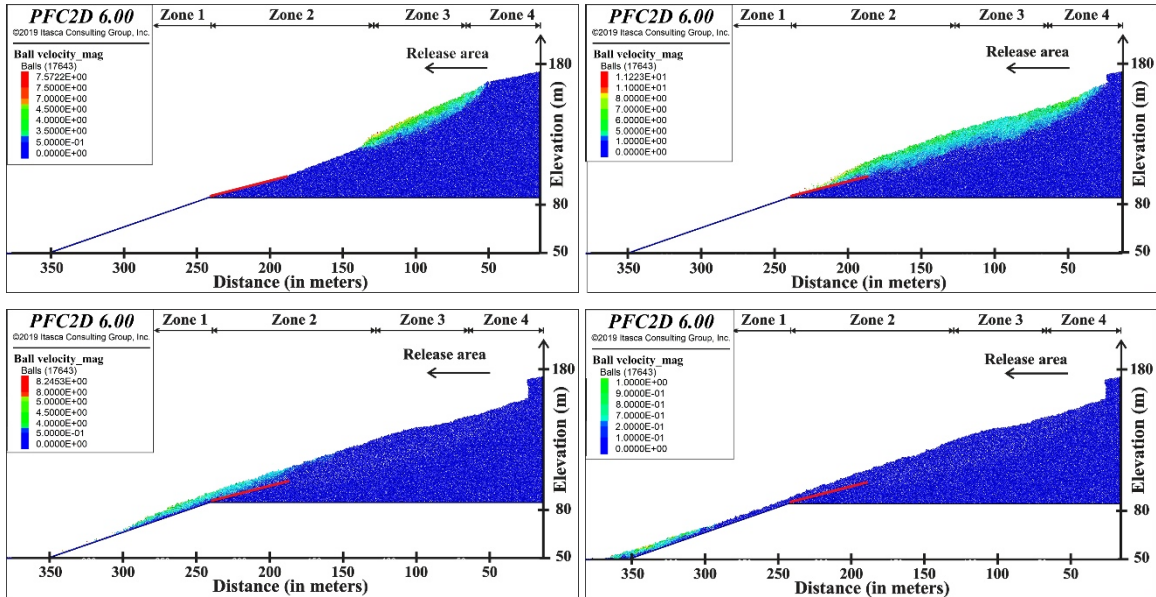 PFC2D 6.00
©2019 Itasca Consulting Group, Inc.
Ball velocity_mag
Balls (17643)
7.5722E+00
7.5000E+00
7.0000E+00
4.5000E+00
4.0000E+00
3.5000E+00
5.0000E-01
0.0000E+00
Zone 1 Zone 2 Zone 3 Zone 4
Release area
180
80
50
Elevation (m)
350 300 250 200 150 100 50
Distance (in meters)
PFC2D 6.00
©2019 Itasca Consulting Group, Inc.
Ball velocity_mag
Balls (17643)
1.1223E+01
1.1000E+01
8.0000E+00
6.0000E+00
5.0000E+00
3.0000E+00
1.0000E+00
0.0000E+00
Zone 1 Zone 2 Zone 3 Zone 4
Release area
180
80
50
Elevation (m)
350 300 250 200 150 100 50
Distance (in meters)
PFC2D 6.00
©2019 Itasca Consulting Group, Inc.
Ball velocity_mag
Balls (17643)
8.2453E+00
8.0000E+00
5.0000E+00
4.5000E+00
4.0000E+00
5.0000E-01
0.0000E+00
Zone 1 Zone 2 Zone 3 Zone 4
Release area
180
80
50
Elevation (m)
350 300 250 200 150 100 50
Distance (in meters)
PFC2D 6.00
©2019 Itasca Consulting Group, Inc.
Ball velocity_mag
Balls (17643)
1.0000E+00
9.0000E-01
8.0000E-01
7.0000E-01
2.0000E-01
1.0000E-01
0.0000E+00
Zone 1 Zone 2 Zone 3 Zone 4
Release area
180
80
50
Elevation (m)
350 300 250 200 150 100 50
Distance (in meters)